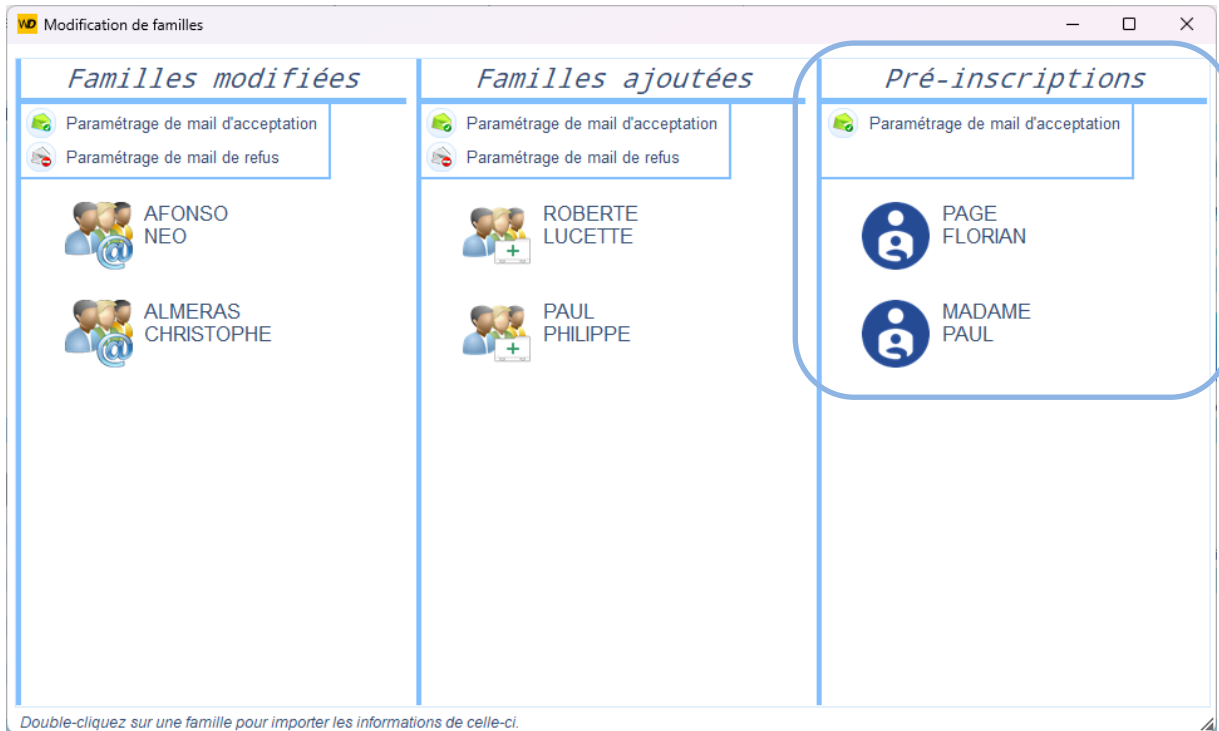 WD Modification de familles
Familles modifiées
Paramétrage de mail d'acceptation
Paramétrage de mail de refus
AFONSO
NEO
ALMERAS
CHRISTOPHE
Familles ajoutées
Paramétrage de mail d'acceptation
Paramétrage de mail de refus
ROBERTE
LUCETTE
PAUL
PHILIPPE
Pré-inscriptions
Paramétrage de mail d'acceptation
PAGE
FLORIAN
MADAME
PAUL
Double-cliquez sur une famille pour importer les informations de celle-ci.